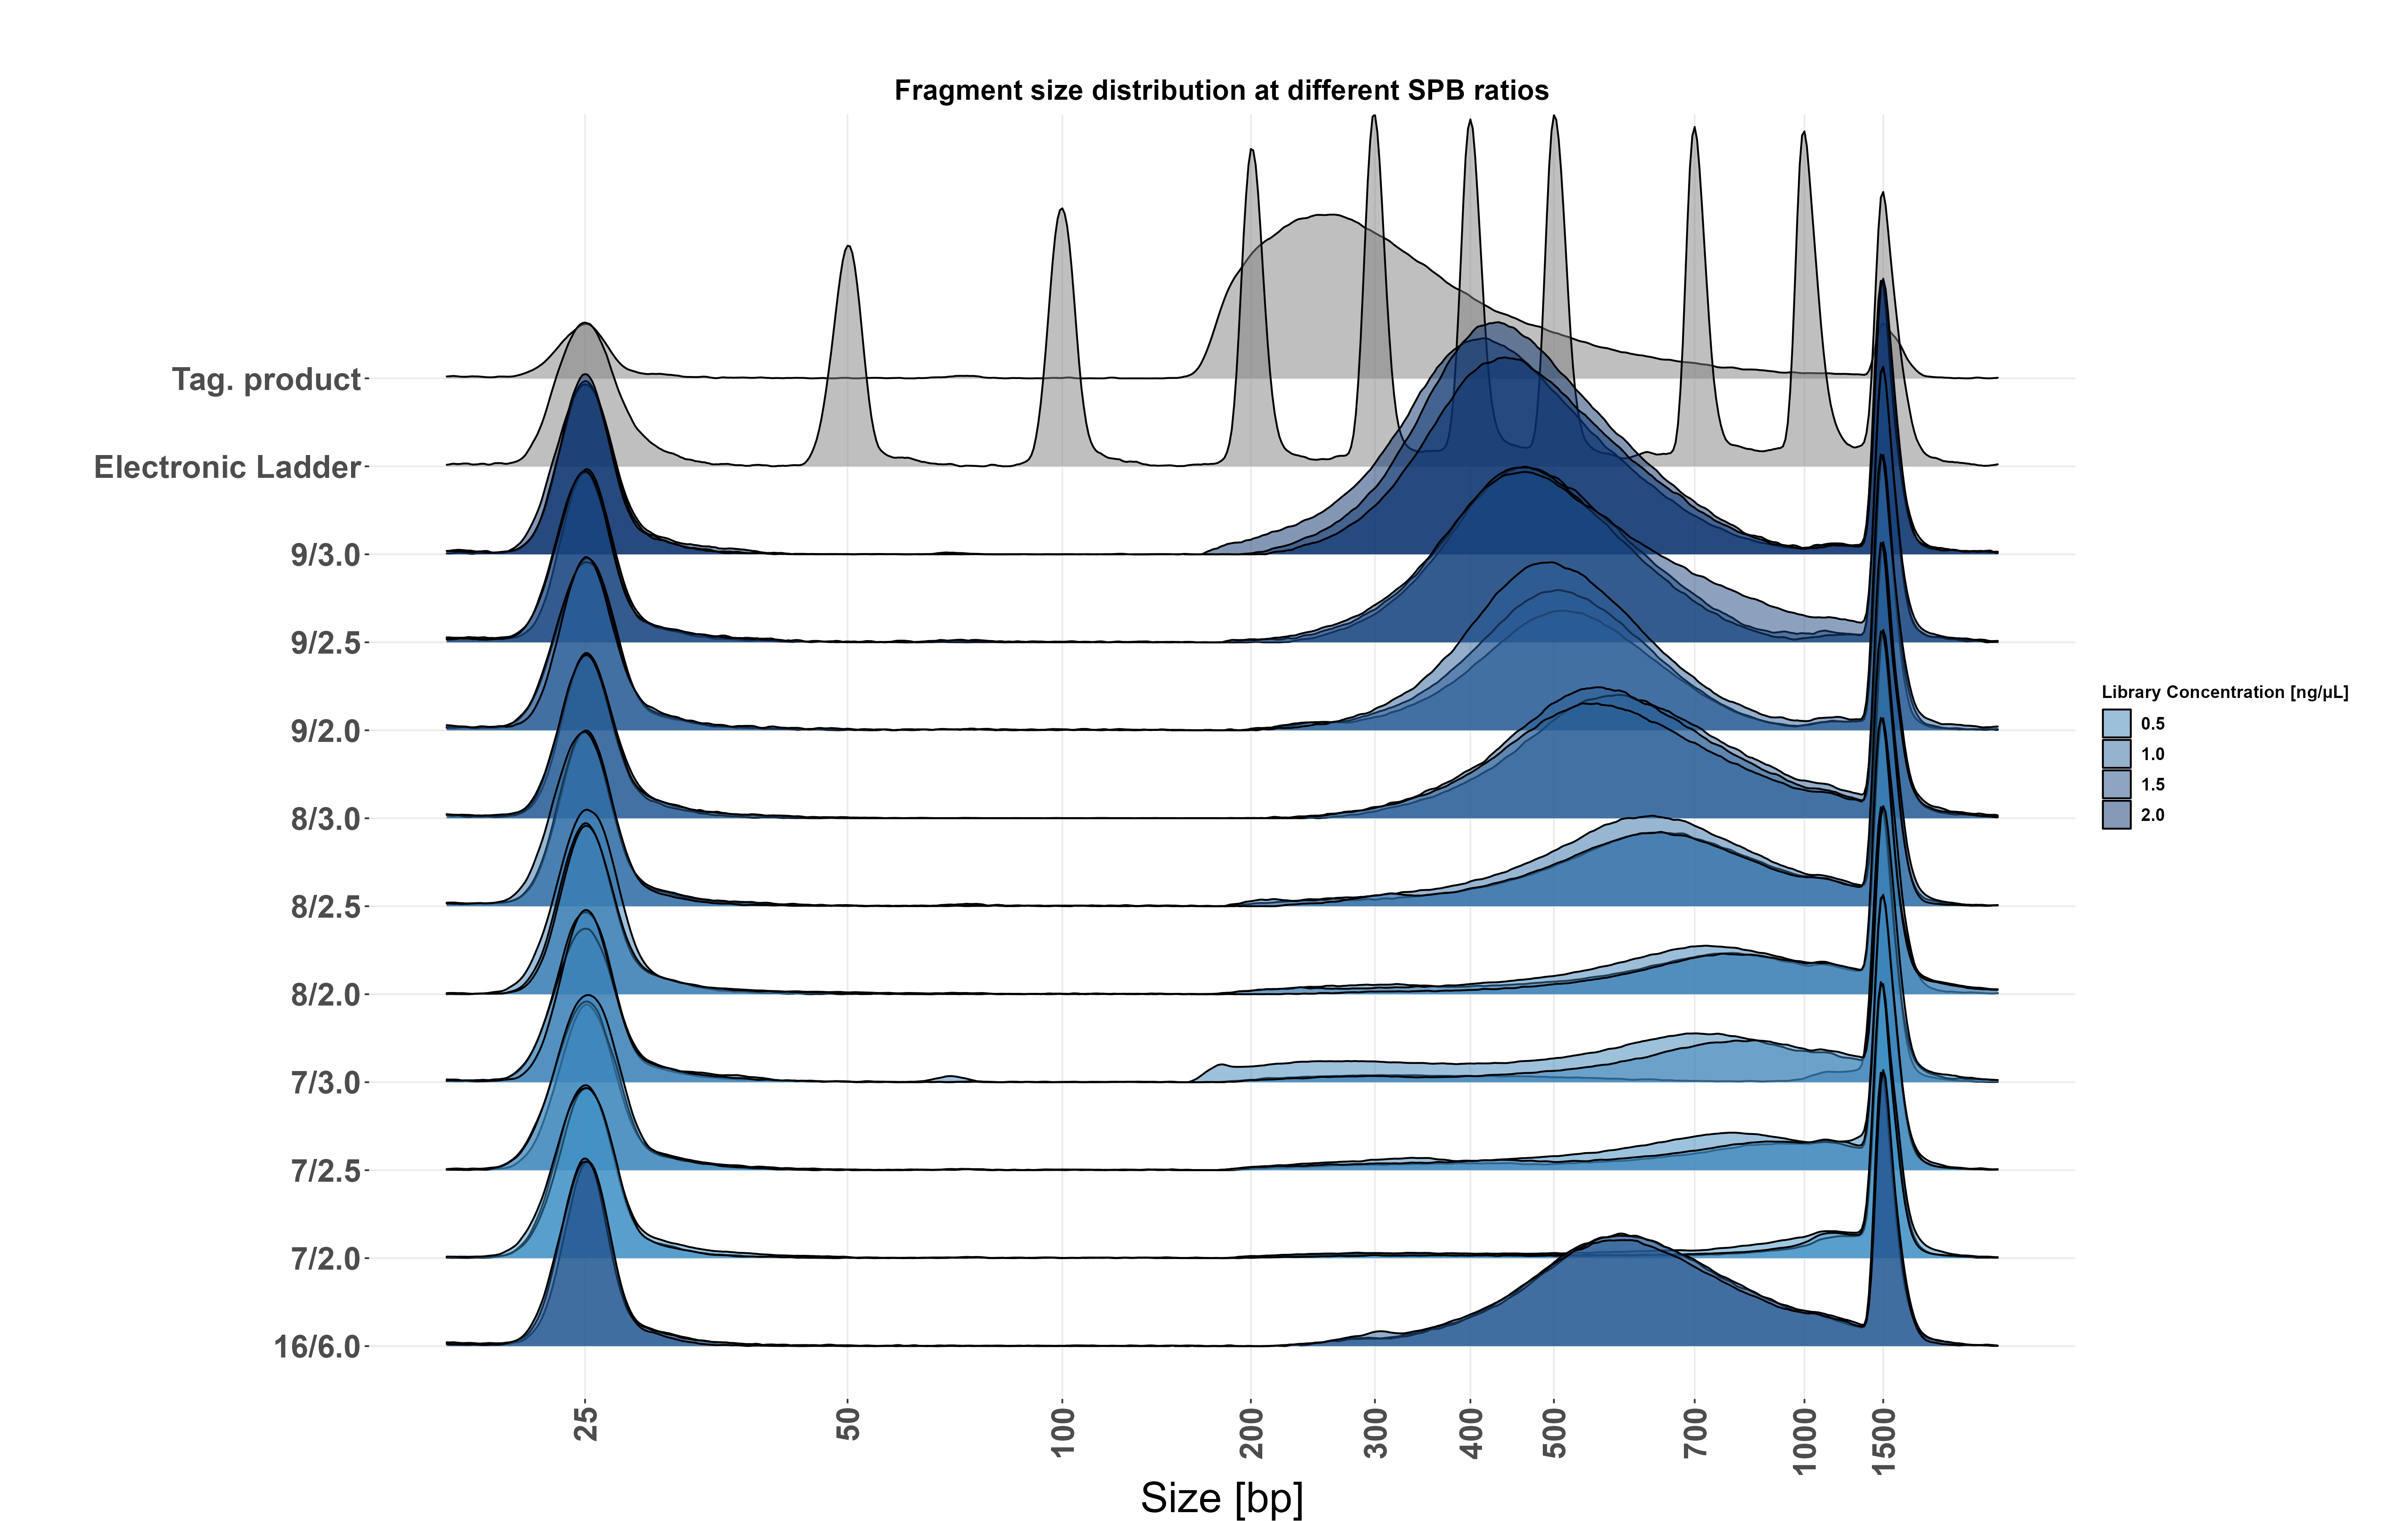 Fragment size distribution at different SPB ratios
Tag. product
Electronic Ladder
9/3.0
9/2.5
9/2.0
8/3.0
8/2.5
8/2.0
7/3.0
7/2.5
7/2.0
16/6.0
Library Concentration [ng/µL]
0.5
1.0
1.5
2.0
25 50 100 200 300 400 500 700 1000 1500
Size [bp]